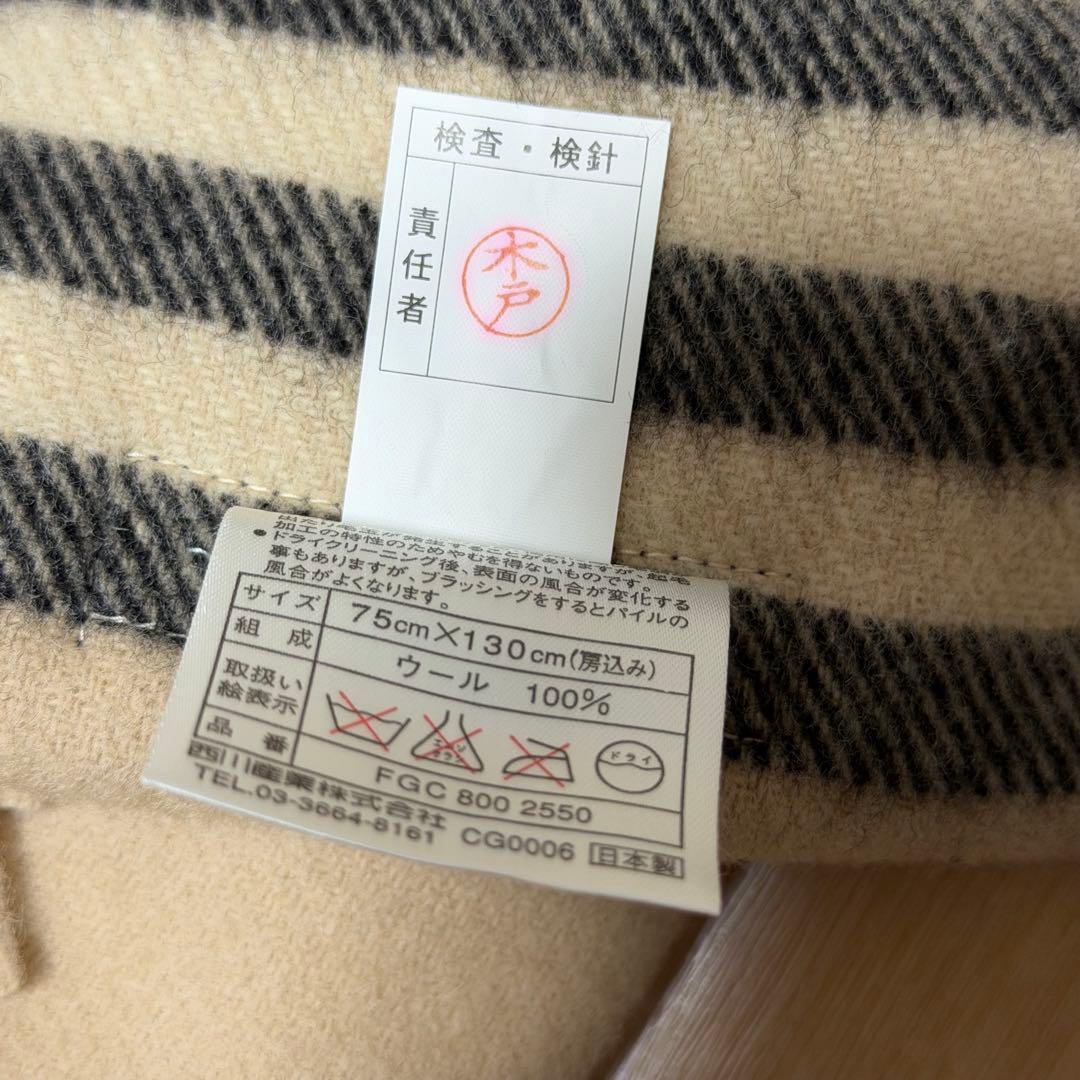 検査・検針
責任者
木戸
加工の特性のためやむを得ないものです。
●ドライクリーニング後、表面の風合が変化する
事もありますが、ブラッシングをするとパイルの
風合がよくなります。
サイズ 75cm×130cm(房込み)
組成 ウール 100%
取扱い
絵表示
エンソ
サラシ
ドライ
品番 FGC 800 2550
西川産業株式会社
TEL.03-3664-8161 CG0006 日本製